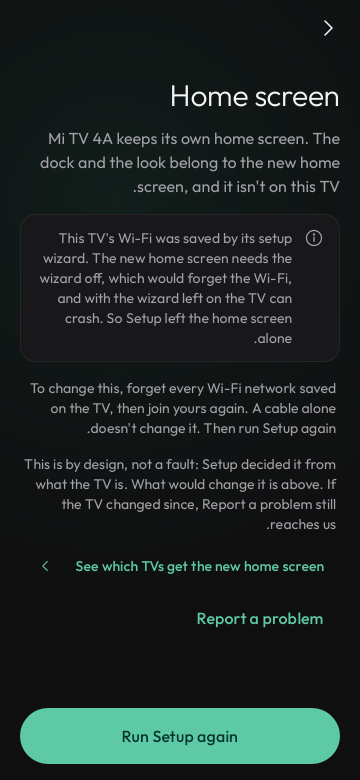 Home screen
Mi TV 4A keeps its own home screen. The
dock and the look belong to the new home
screen, and it isn't on this TV.
This TV's Wi-Fi was saved by its setup
wizard. The new home screen needs the
wizard off, which would forget the Wi-Fi,
and with the wizard left on the TV can
crash. So Setup left the home screen
alone.
To change this, forget every Wi-Fi network saved
on the TV, then join yours again. A cable alone
doesn't change it. Then run Setup again.
This is by design, not a fault: Setup decided it from
what the TV is. What would change it is above. If
the TV changed since, Report a problem still
reaches us.
See which TVs get the new home screen
Report a problem
Run Setup again